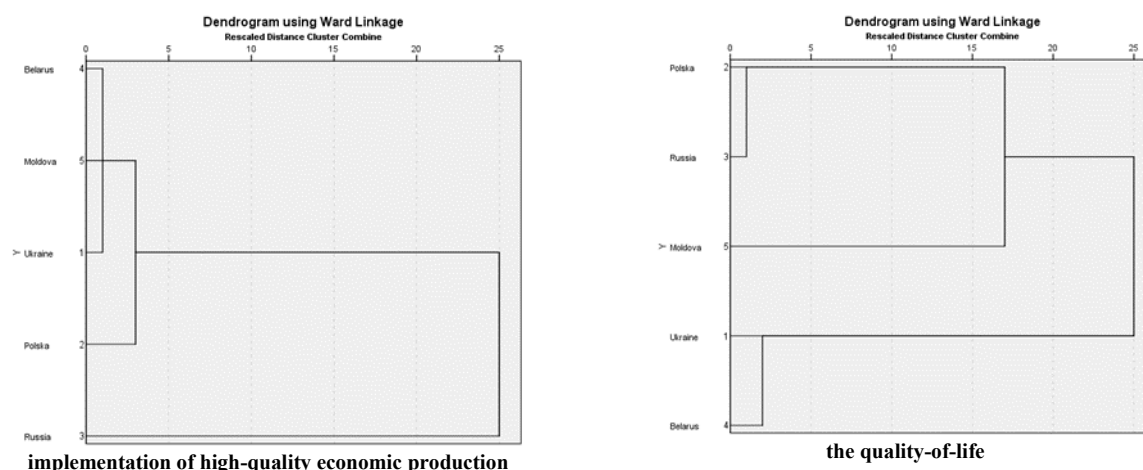 Dendrogram using Ward Linkage
Rescaled Distance Cluster Combine
0 5 10 15 20 25
Belarus 4
Moldova 5
Y Ukraine 1
Polska 2
Russia 3
implementation of high-quality economic production
Dendrogram using Ward Linkage
Rescaled Distance Cluster Combine
0 5 10 15 20 25
Polska 2
Russia 3
Y Moldova 5
Ukraine 1
Belarus 4
the quality-of-life